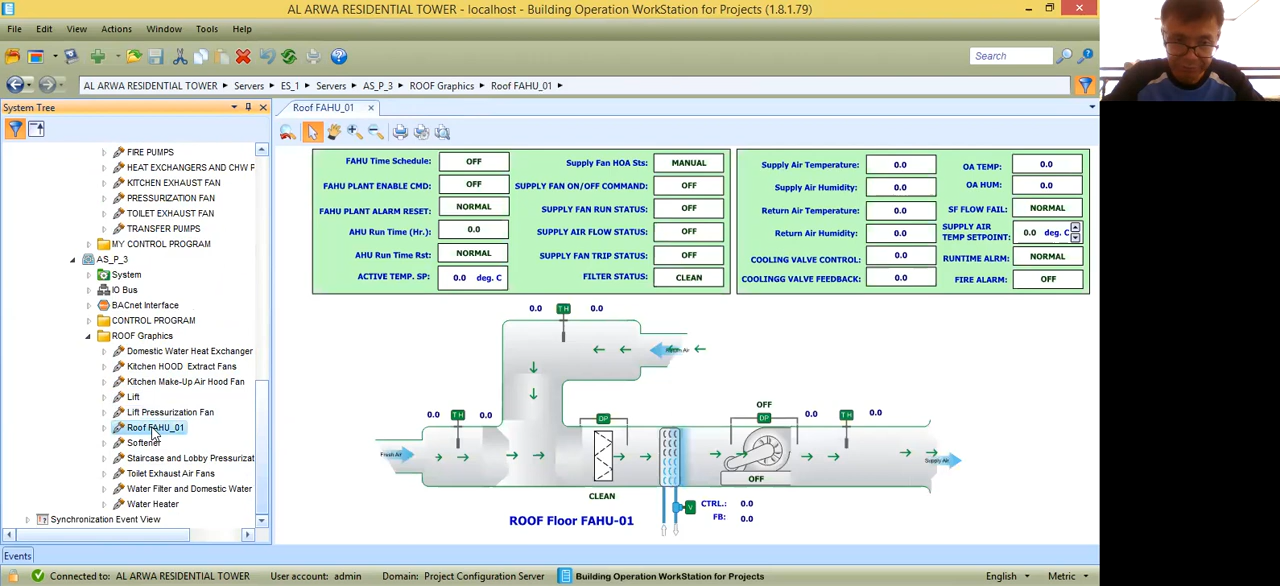 AL ARWA RESIDENTIAL TOWER - localhost - Building Operation WorkStation for Projects (1.8.1.79)
File Edit View Actions Window Tools Help
Search
AL ARWA RESIDENTIAL TOWER Servers ES_1 Servers AS_P_3 ROOF Graphics Roof FAHU_01
System Tree
Roof FAHU_01
FIRE PUMPS
HEAT EXCHANGERS AND CHW P
KITCHEN EXHAUST FAN
PRESSURIZATION FAN
TOILET EXHAUST FAN
TRANSFER PUMPS
MY CONTROL PROGRAM
AS_P_3
System
IO Bus
BACnet Interface
CONTROL PROGRAM
ROOF Graphics
Domestic Water Heat Exchanger
Kitchen HOOD Extract Fans
Kitchen Make-Up Air Hood Fan
Lift
Lift Pressurization Fan
Roof FAHU_01
Softener
Staircase and Lobby Pressurizat
Toilet Exhaust Air Fans
Water Filter and Domestic Water
Water Heater
Synchronization Event View
FAHU Time Schedule: OFF
FAHU PLANT ENABLE CMD: OFF
FAHU PLANT ALARM RESET: NORMAL
AHU Run Time (Hr.): 0.0
AHU Run Time Rst: NORMAL
ACTIVE TEMP. SP: 0.0 deg. C
Supply Fan HOA Sts: MANUAL
SUPPLY FAN ON/OFF COMMAND: OFF
SUPPLY FAN RUN STATUS: OFF
SUPPLY AIR FLOW STATUS: OFF
SUPPLY FAN TRIP STATUS: OFF
FILTER STATUS: CLEAN
Supply Air Temperature: 0.0
Supply Air Humidity: 0.0
Return Air Temperature: 0.0
Return Air Humidity: 0.0
COOLING VALVE CONTROL: 0.0
COOLINGG VALVE FEEDBACK: 0.0
OA TEMP: 0.0
OA HUM: 0.0
SF FLOW FAIL: NORMAL
SUPPLY AIR
TEMP SETPOINT: 0.0 deg. C
RUNTIME ALRM: NORMAL
FIRE ALARM: OFF
0.0 TH 0.0
Return Air
OFF
0.0 TH 0.0
DP
DP
0.0 TH 0.0
Fresh Air
Supply Air
OFF
CLEAN
V
CTRL.: 0.0
FB: 0.0
ROOF Floor FAHU-01
Events
Connected to: AL ARWA RESIDENTIAL TOWER User account: admin Domain: Project Configuration Server Building Operation WorkStation for Projects English Metric